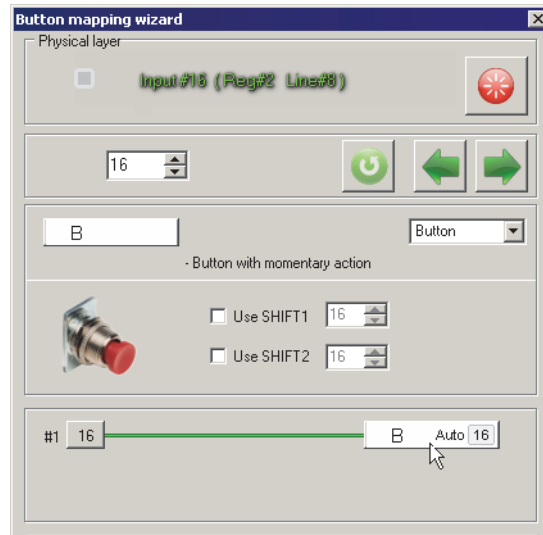 Button mapping wizard
Physical layer
Input #16 (Reg#2 Line#8)
16
B
Button
- Button with momentary action
Use SHIFT1 16
Use SHIFT2 16
#1 16 B Auto 16